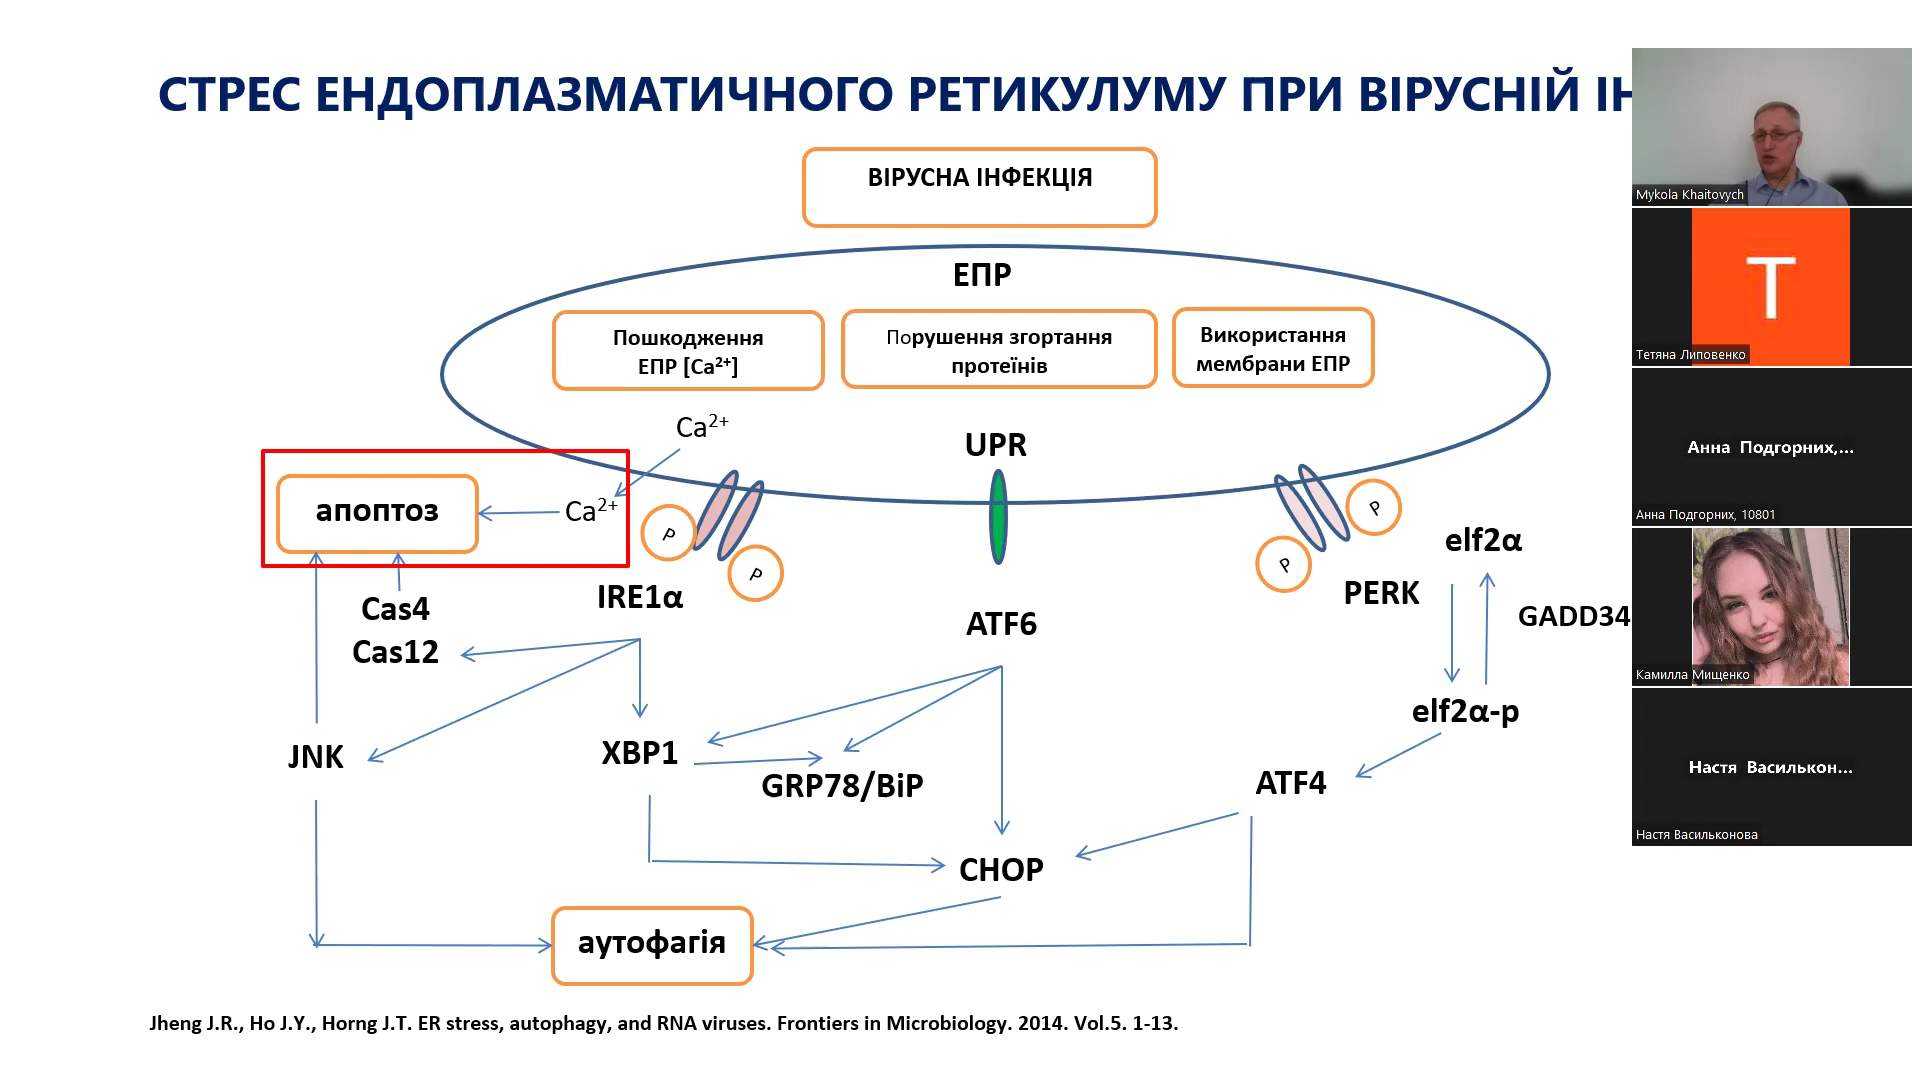 СТРЕС ЕНДОПЛАЗМАТИЧНОГО РЕТИКУЛУМУ ПРИ ВІРУСНІЙ ІН
ВІРУСНА ІНФЕКЦІЯ
ЕПР
Пошкодження
ЕПР [Ca²⁺]
Порушення згортання
протеїнів
Використання
мембрани ЕПР
Ca²⁺
UPR
апоптоз
Ca²⁺
P
P
P
P
elf2α
IRE1α
PERK
Cas4
Cas12
ATF6
GADD34
elf2α-p
JNK
XBP1
GRP78/BiP
ATF4
CHOP
аутофагія
Jheng J.R., Ho J.Y., Horng J.T. ER stress, autophagy, and RNA viruses. Frontiers in Microbiology. 2014. Vol.5. 1-13.
Mykola Khaitovych
T
Тетяна Липовенко
Анна Подгорних,...
Анна Подгорних, 10801
Камилла Мищенко
Настя Василькон...
Настя Васильконова